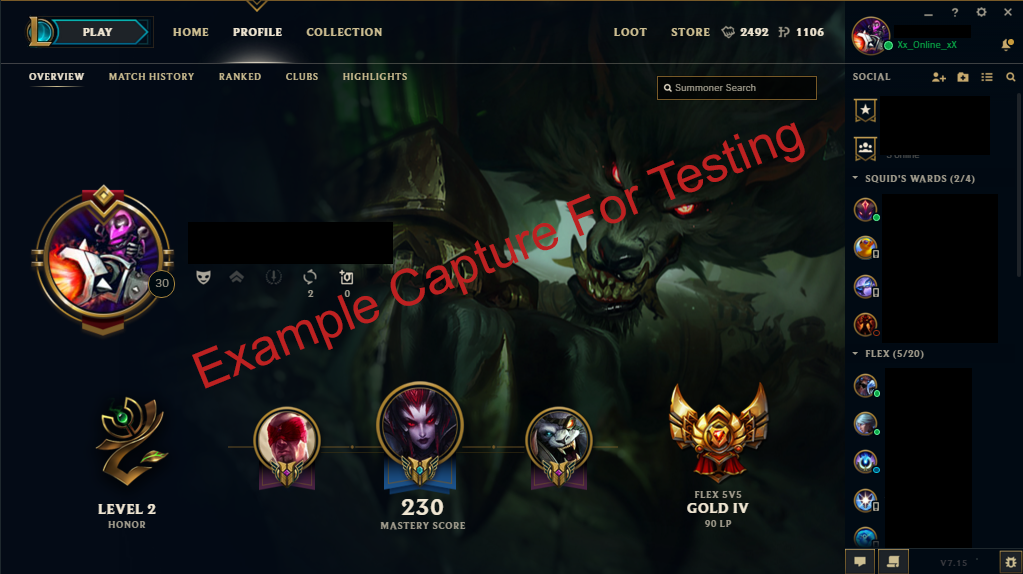 PLAY
HOME
PROFILE
COLLECTION
LOOT
STORE
2492
1106
Xx_Online_xX
OVERVIEW
MATCH HISTORY
RANKED
CLUBS
HIGHLIGHTS
Summoner Search
SOCIAL
SQUID'S WARDS (2/4)
FLEX (5/20)
30
2
0
Example Capture For Testing
LEVEL 2
HONOR
230
MASTERY SCORE
FLEX 5V5
GOLD IV
90 LP
V7.15